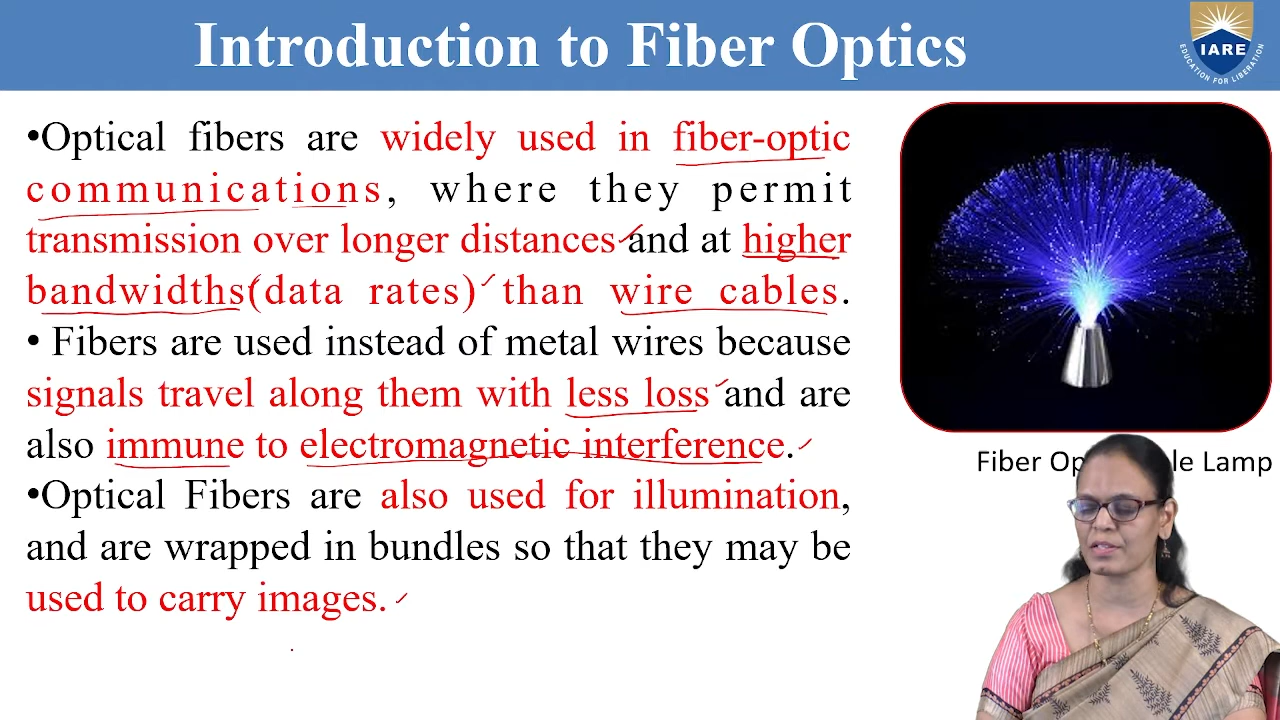 Introduction to Fiber Optics
IARE
EDUCATION FOR LIBERATION
•Optical fibers are widely used in fiber-optic
communications, where they permit
transmission over longer distances and at higher
bandwidths(data rates) than wire cables.
• Fibers are used instead of metal wires because
signals travel along them with less loss and are
also immune to electromagnetic interference.
•Optical Fibers are also used for illumination,
and are wrapped in bundles so that they may be
used to carry images.
Fiber Lamp